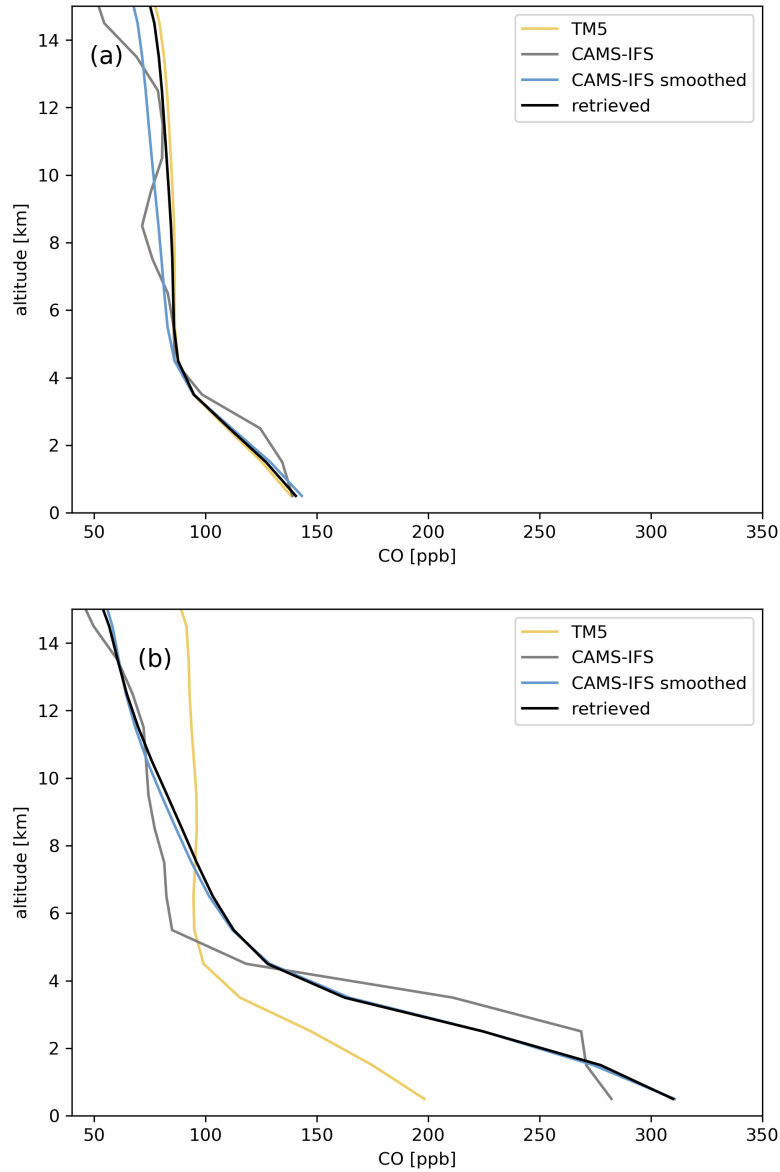 (a)
TM5
CAMS-IFS
CAMS-IFS smoothed
retrieved
14
12
10
8
6
4
2
0
altitude [km]
50 100 150 200 250 300 350
CO [ppb]
(b)
TM5
CAMS-IFS
CAMS-IFS smoothed
retrieved
14
12
10
8
6
4
2
0
altitude [km]
50 100 150 200 250 300 350
CO [ppb]